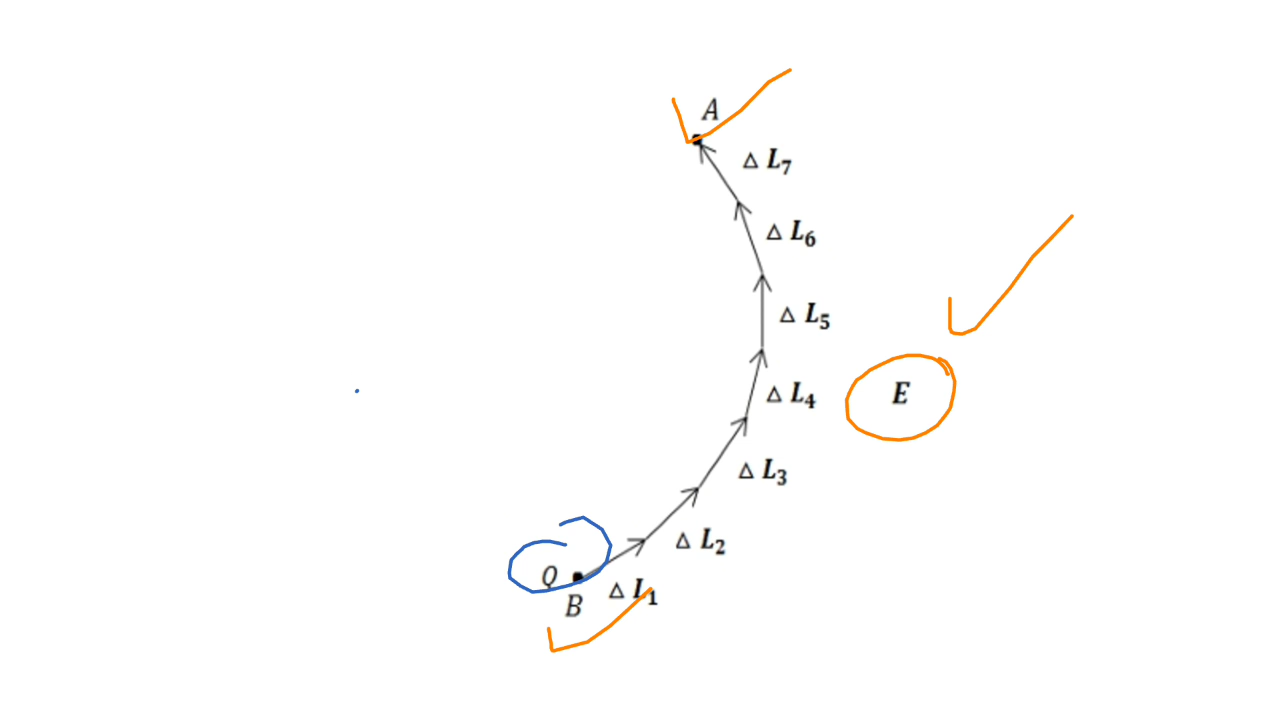 A
△ L₇
△ L₆
△ L₅
△ L₄
E
△ L₃
△ L₂
Q
△ L₁
B